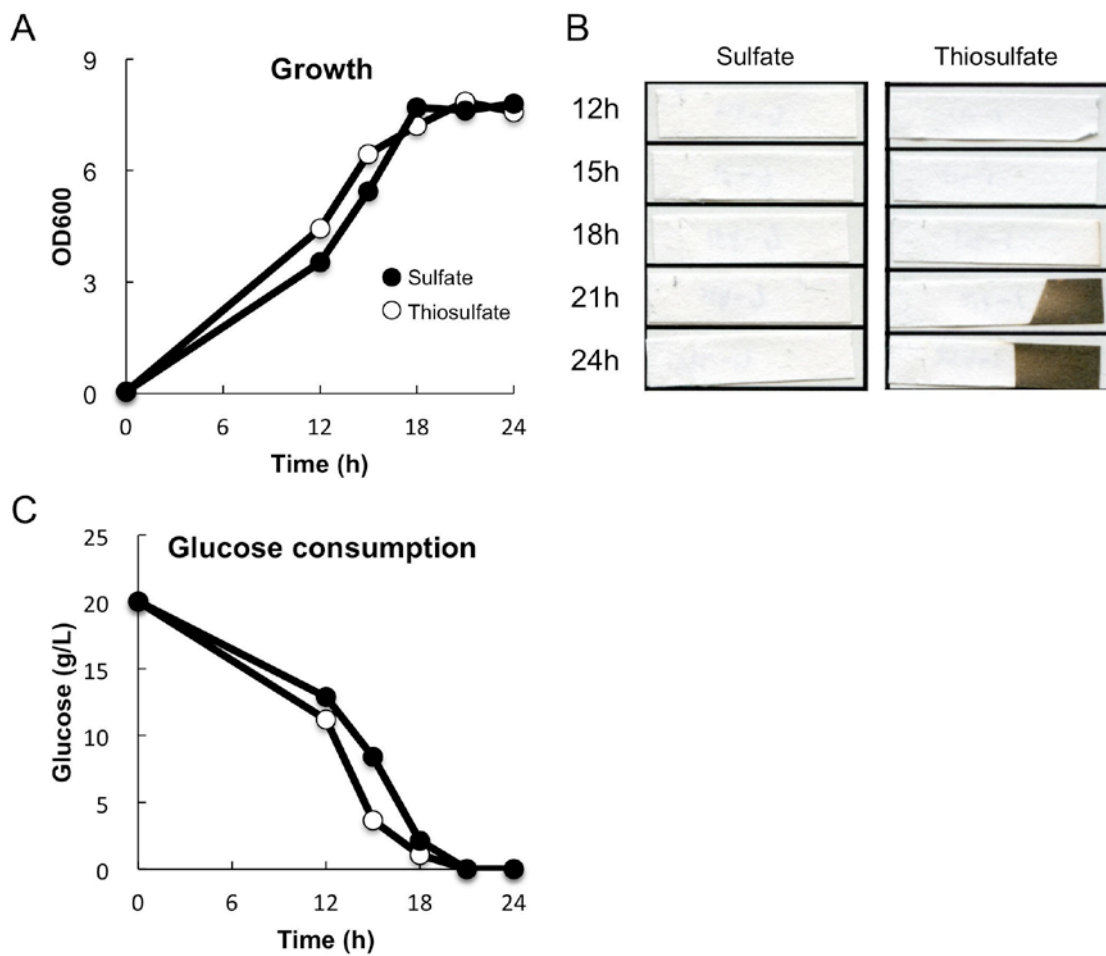 A
Growth
9
6
3
0
OD600
Sulfate
Thiosulfate
0 6 12 18 24
Time (h)
B
Sulfate Thiosulfate
12h
15h
18h
21h
24h
C
Glucose consumption
25
20
15
10
5
0
Glucose (g/L)
0 6 12 18 24
Time (h)